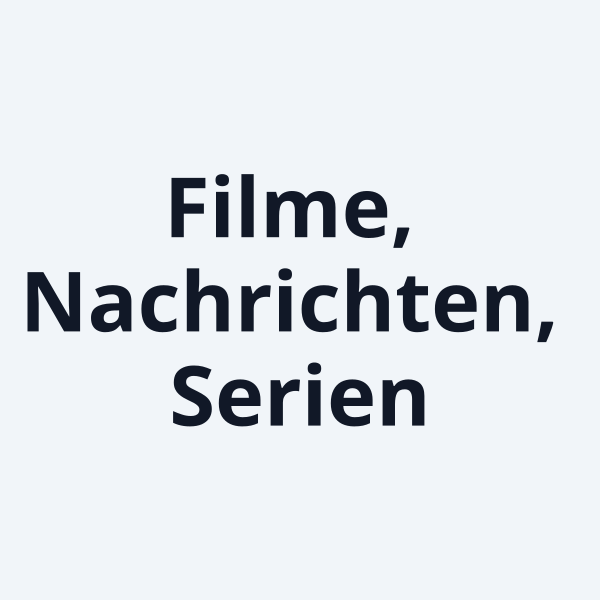 Filme,
Nachrichten,
Serien